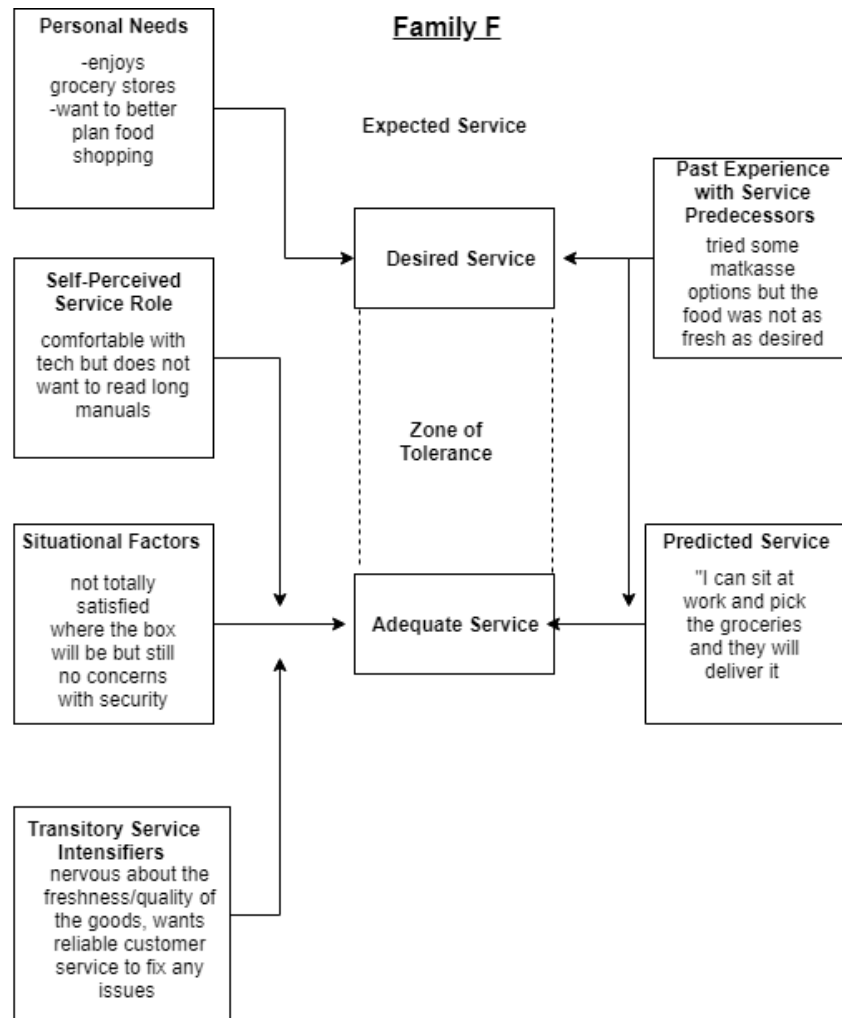 Family F
Personal Needs
-enjoys
grocery stores
-want to better
plan food
shopping
Expected Service
Past Experience
with Service
Predecessors
tried some
matkasse
options but the
food was not as
fresh as desired
Desired Service
Self-Perceived
Service Role
comfortable with
tech but does not
want to read long
manuals
Zone of
Tolerance
Situational Factors
not totally
satisfied
where the box
will be but still
no concerns
with security
Adequate Service
Predicted Service
"I can sit at
work and pick
the groceries
and they will
deliver it
Transitory Service
Intensifiers
nervous about the
freshness/quality of
the goods, wants
reliable customer
service to fix any
issues